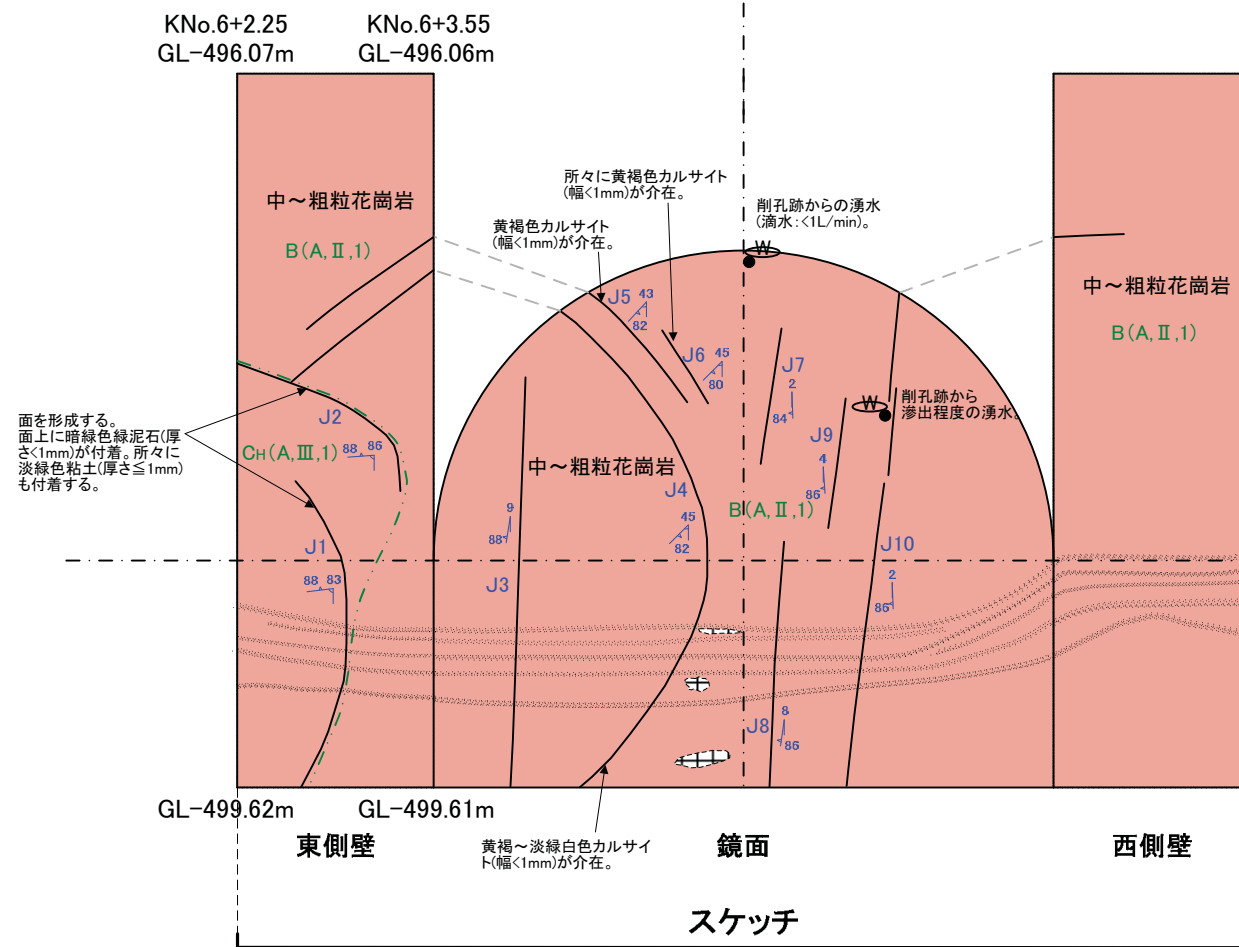 KNo.6+2.25
GL-496.07m
KNo.6+3.55
GL-496.06m
中～粗粒花崗岩
B(A,Ⅱ,1)
黄褐色カルサイト
(幅<1mm)が介在。
所々に黄褐色カルサイト
(幅<1mm)が介在。
削孔跡からの湧水
(滴水:<1L/min)。
W
中～粗粒花崗岩
B(A,Ⅱ,1)
J5 43
82
J6 45
80
J7
2
84
W
削孔跡から
滲出程度の湧水。
面を形成する。
面上に暗緑色緑泥石(厚
さ<1mm)が付着。所々に
淡緑色粘土(厚さ≦1mm)
も付着する。
J2
88 86
CH(A,Ⅲ,1)
J1
88 83
中～粗粒花崗岩
9
88
J3
J4
45
82
B(A,Ⅱ,1)
J9
4
86
J10
2
86
J8
8
86
GL-499.62m
GL-499.61m
黄褐～淡緑白色カルサイ
ト(幅<1mm)が介在。
東側壁
鏡面
西側壁
スケッチ